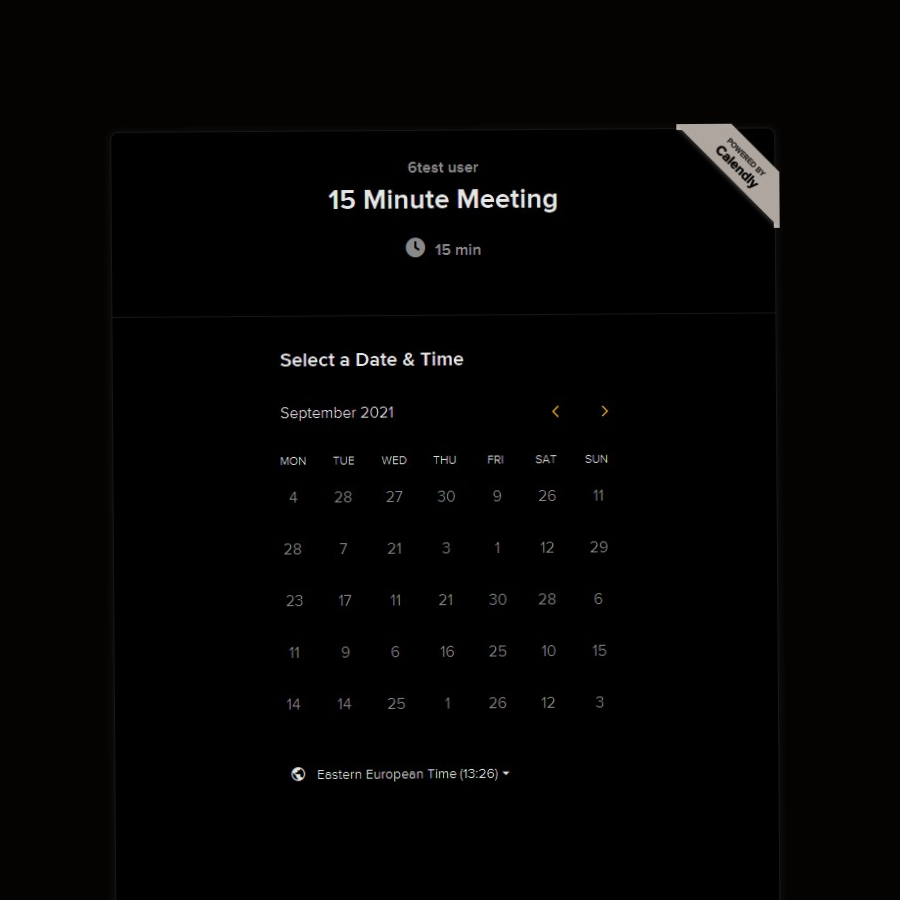 POWERED BY
Calendly
6test user
15 Minute Meeting
15 min
Select a Date & Time
September 2021
MON TUE WED THU FRI SAT SUN
4 28 27 30 9 26 11
28 7 21 3 1 12 29
23 17 11 21 30 28 6
11 9 6 16 25 10 15
14 14 25 1 26 12 3
Eastern European Time (13:26)